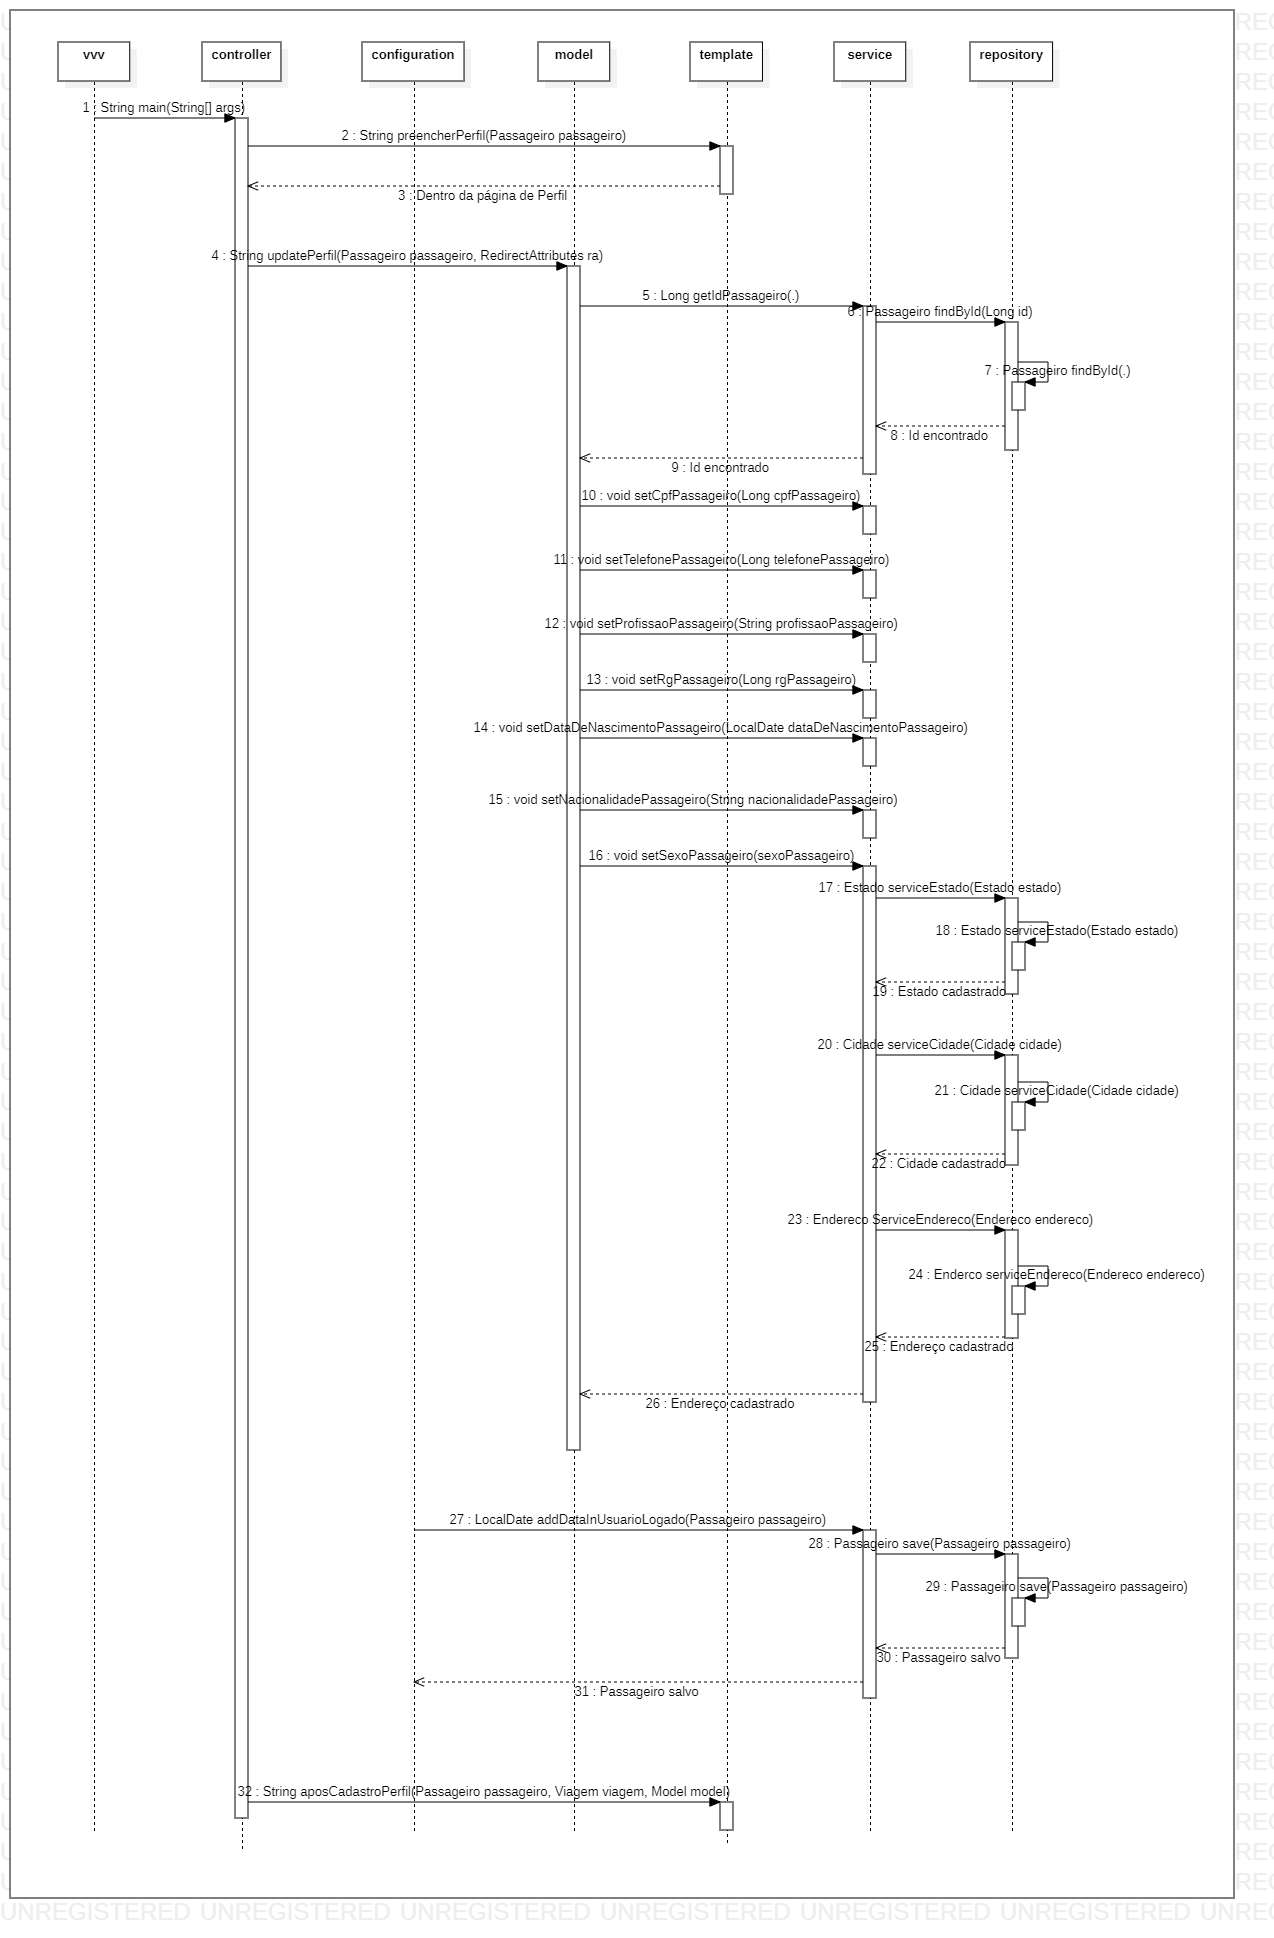 vvv
controller
configuration
model
template
service
repository
1 : String main(String[] args)
2 : String preencherPerfil(Passageiro passageiro)
3 : Dentro da página de Perfil
4 : String updatePerfil(Passageiro passageiro, RedirectAttributes ra)
5 : Long getIdPassageiro(.)
6 : Passageiro findById(Long id)
7 : Passageiro findById(.)
8 : Id encontrado
9 : Id encontrado
10 : void setCpfPassageiro(Long cpfPassageiro)
11 : void setTelefonePassageiro(Long telefonePassageiro)
12 : void setProfissaoPassageiro(String profissaoPassageiro)
13 : void setRgPassageiro(Long rgPassageiro)
14 : void setDataDeNascimentoPassageiro(LocalDate dataDeNascimentoPassageiro)
15 : void setNacionalidadePassageiro(String nacionalidadePassageiro)
16 : void setSexoPassageiro(sexoPassageiro)
17 : Estado serviceEstado(Estado estado)
18 : Estado serviceEstado(Estado estado)
19 : Estado cadastrado
20 : Cidade serviceCidade(Cidade cidade)
21 : Cidade serviceCidade(Cidade cidade)
22 : Cidade cadastrado
23 : Endereco ServiceEndereco(Endereco endereco)
24 : Enderco serviceEndereco(Endereco endereco)
25 : Endereço cadastrado
26 : Endereço cadastrado
27 : LocalDate addDataInUsuarioLogado(Passageiro passageiro)
28 : Passageiro save(Passageiro passageiro)
29 : Passageiro save(Passageiro passageiro)
30 : Passageiro salvo
31 : Passageiro salvo
32 : String aposCadastroPerfil(Passageiro passageiro, Viagem viagem, Model model)
UNREGISTERED UNREGISTERED UNREGISTERED UNREGISTERED UNREGISTERED UNREGISTERED